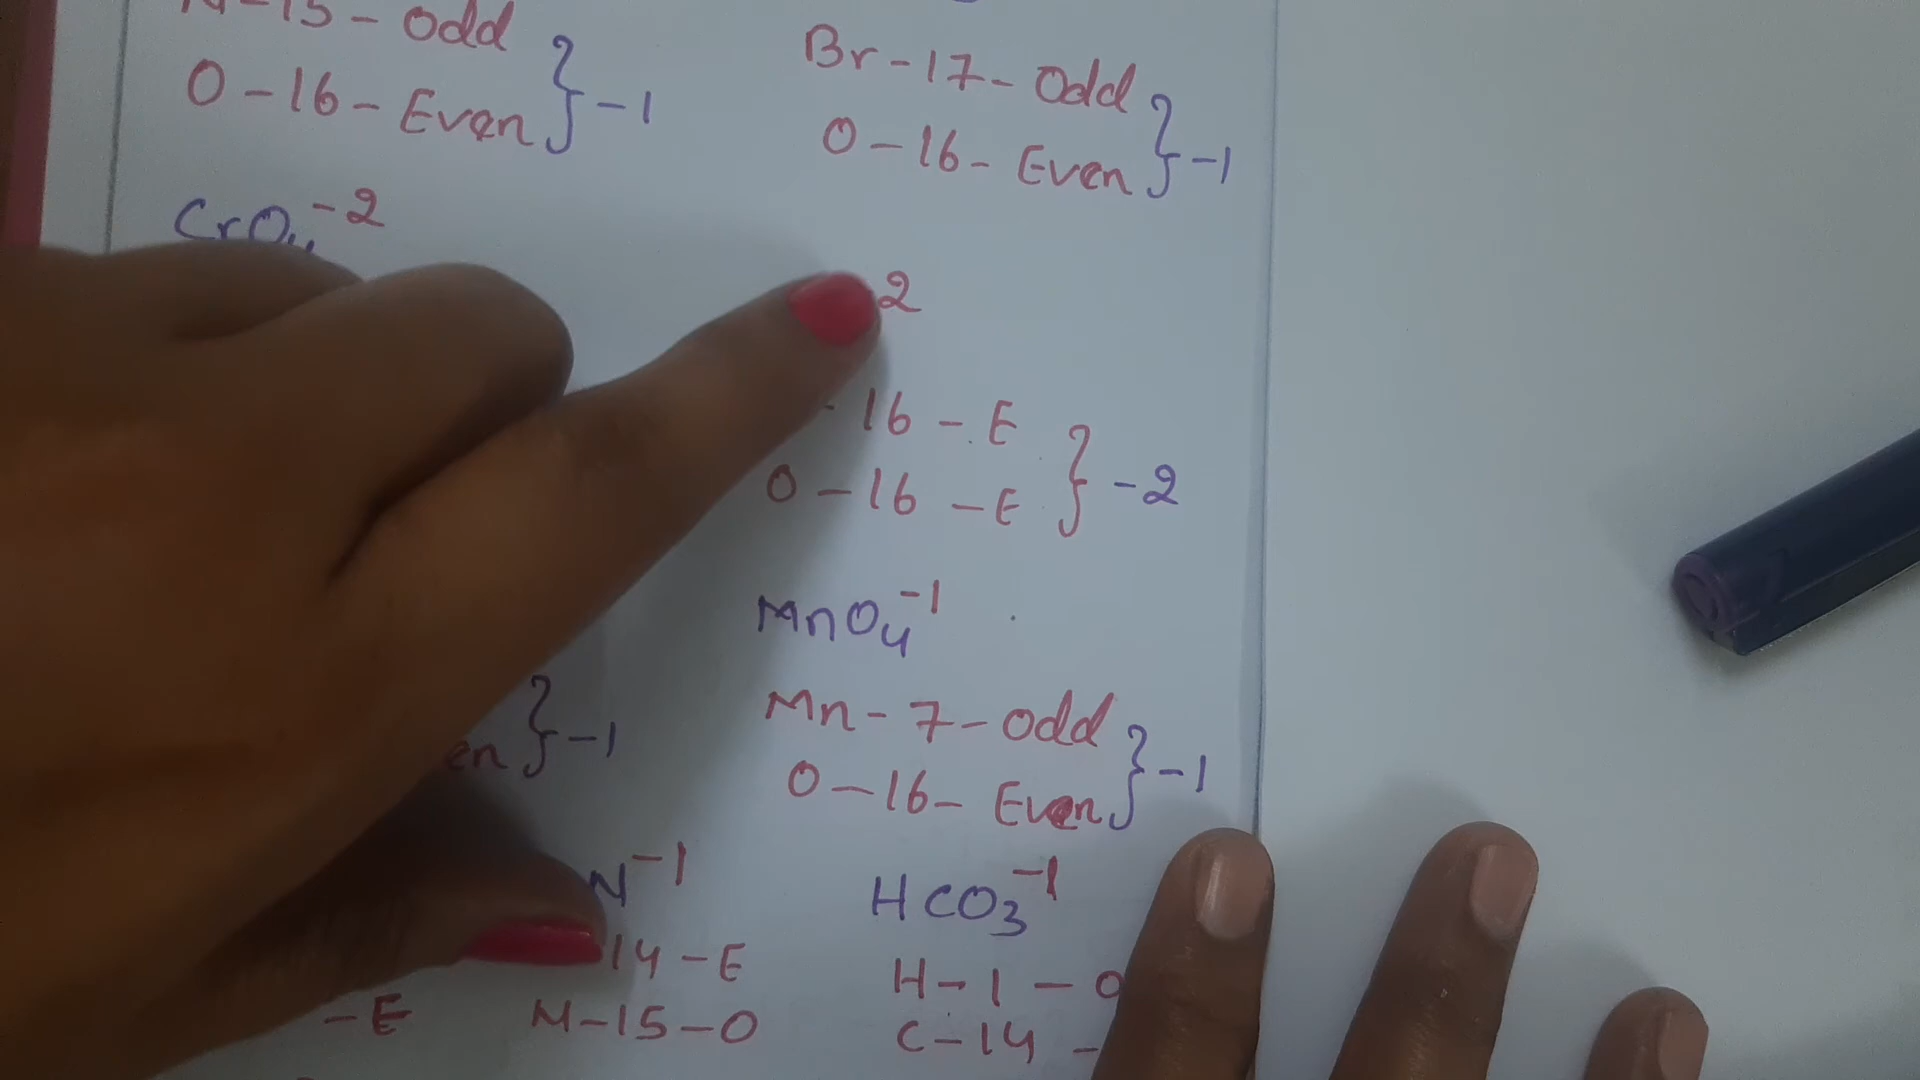 N-15-Odd
O-16-Even } -1
Br-17-Odd
O-16-Even } -1
CrO4 -2
2
-16-E
O-16-E } -2
MnO4 -1
} -1
Mn-7-odd
O-16-Even } -1
N -1
14-E
-E N-15-O
HCO3 -1
H-1-O
C-14-